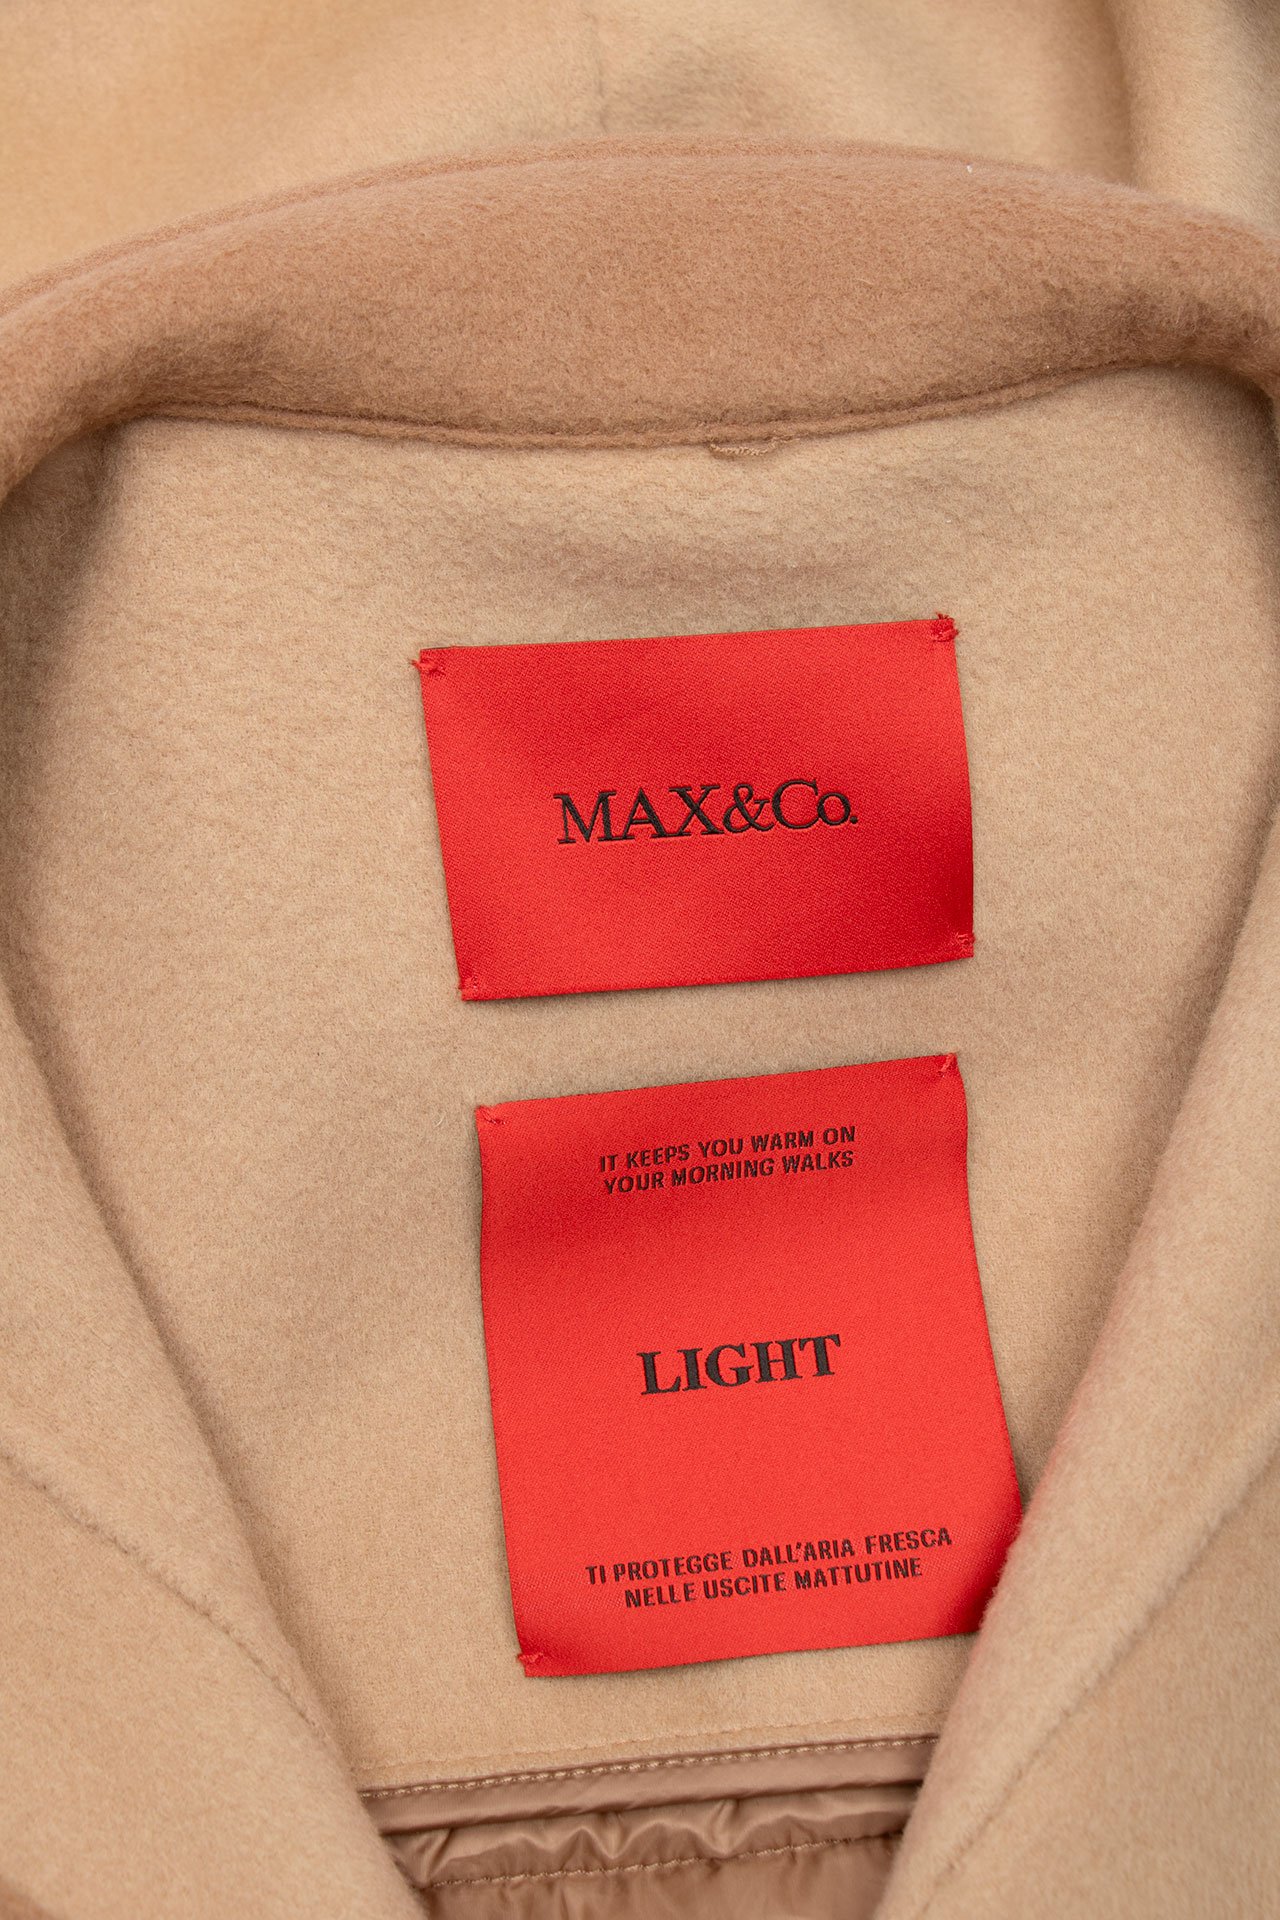 MAX&Co.
IT KEEPS YOU WARM ON
YOUR MORNING WALKS
LIGHT
TI PROTEGGE DALL'ARIA FRESCA
NELLE USCITE MATTUTINE